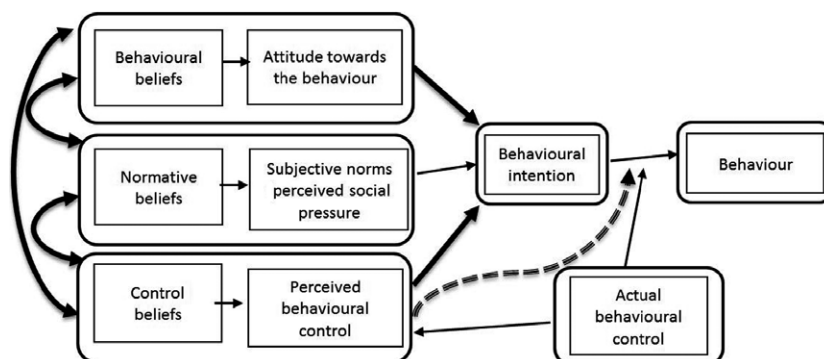 Behavioural
beliefs
Attitude towards
the behaviour
Normative
beliefs
Subjective norms
perceived social
pressure
Control
beliefs
Perceived
behavioural
control
Behavioural
intention
Behaviour
Actual
behavioural
control